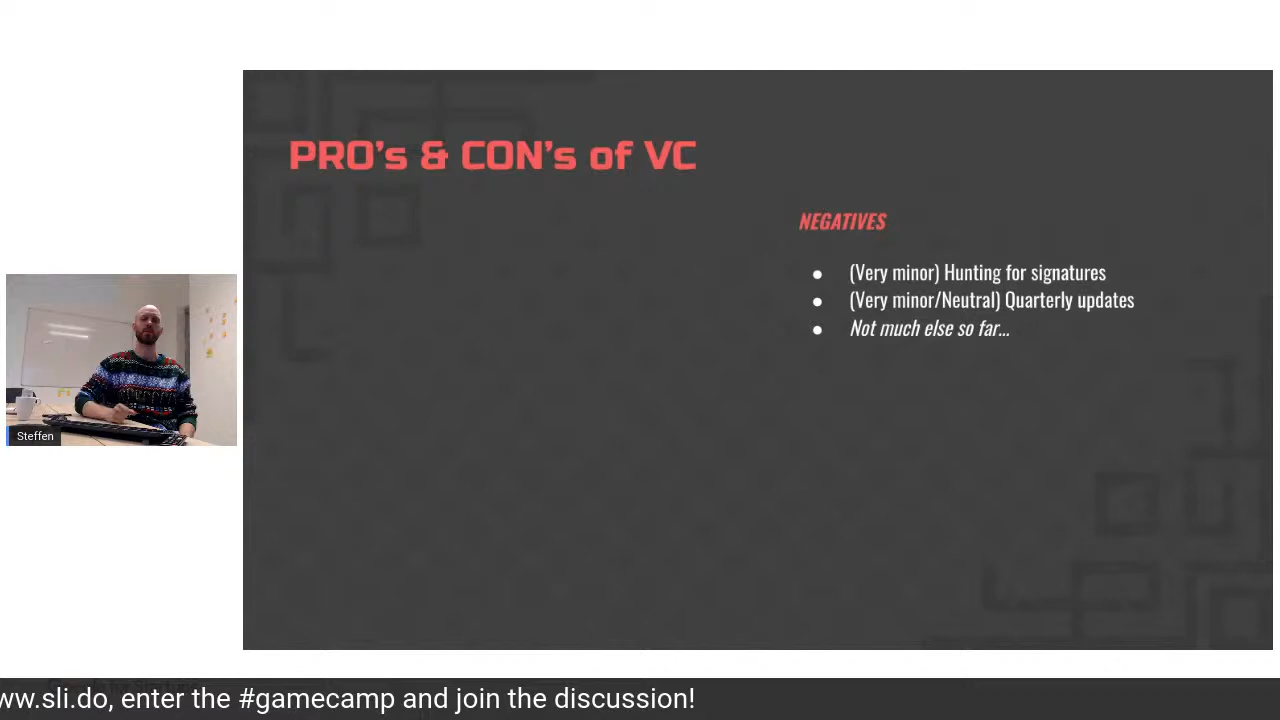 PRO's & CON's of VC
NEGATIVES
● (Very minor) Hunting for signatures
● (Very minor/Neutral) Quarterly updates
● Not much else so far...
Steffen
ww.sli.do, enter the #gamecamp and join the discussion!